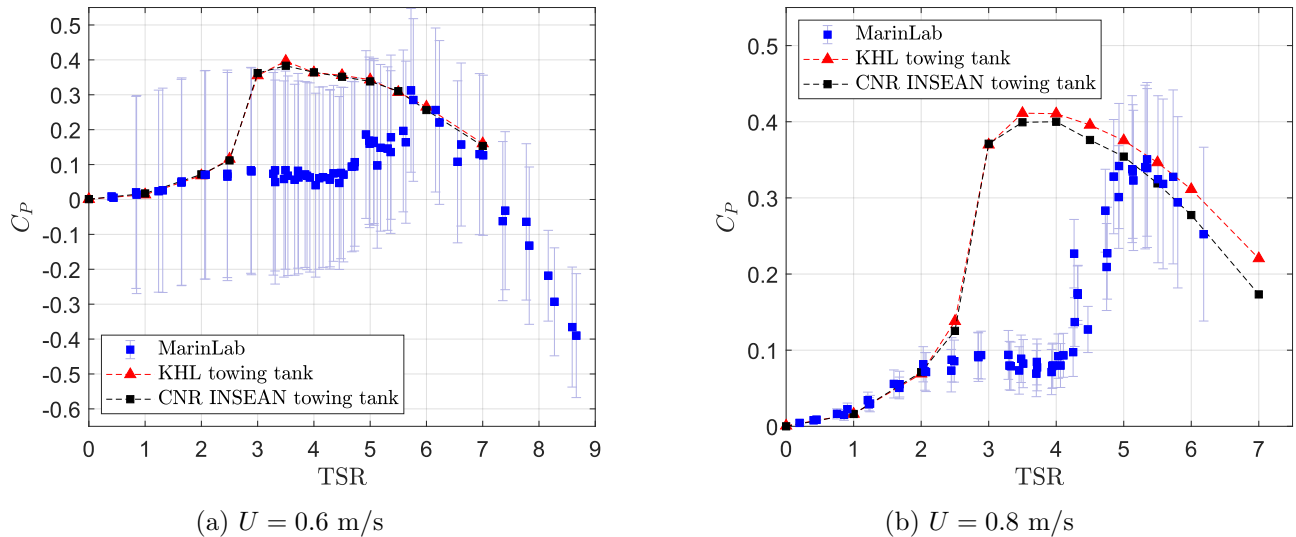 0.5
0.4
0.3
0.2
0.1
0
-0.1
-0.2
-0.3
-0.4
-0.5
-0.6
C_P
MarinLab
KHL towing tank
CNR INSEAN towing tank
0 1 2 3 4 5 6 7 8 9
TSR
(a) U = 0.6 m/s
0.5
0.4
0.3
0.2
0.1
0
C_P
MarinLab
KHL towing tank
CNR INSEAN towing tank
0 1 2 3 4 5 6 7
TSR
(b) U = 0.8 m/s